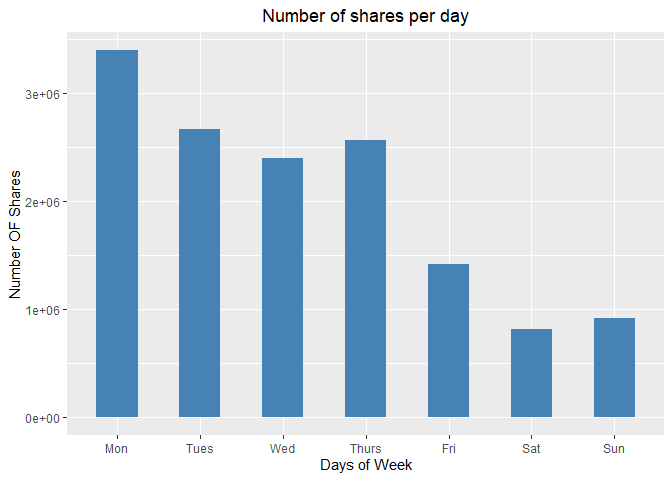 Number of shares per day
Number OF Shares
3e+06
2e+06
1e+06
0e+00
Mon Tues Wed Thurs Fri Sat Sun
Days of Week